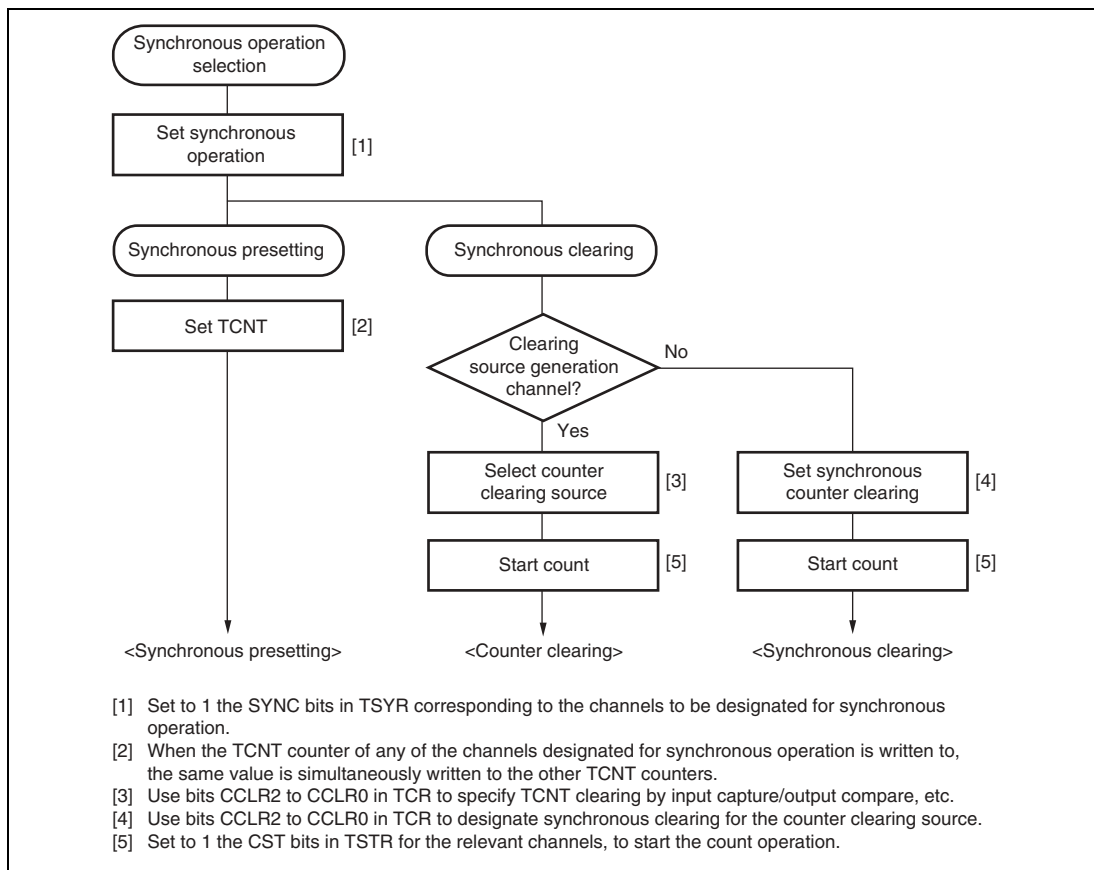 Synchronous operation
selection
Set synchronous
operation
[1]
Synchronous presetting
Synchronous clearing
Set TCNT
[2]
Clearing
source generation
channel?
No
Yes
Select counter
clearing source
[3]
Set synchronous
counter clearing
[4]
Start count
[5]
Start count
[5]
<Synchronous presetting>
<Counter clearing>
<Synchronous clearing>
[1] Set to 1 the SYNC bits in TSYR corresponding to the channels to be designated for synchronous
operation.
[2] When the TCNT counter of any of the channels designated for synchronous operation is written to,
the same value is simultaneously written to the other TCNT counters.
[3] Use bits CCLR2 to CCLR0 in TCR to specify TCNT clearing by input capture/output compare, etc.
[4] Use bits CCLR2 to CCLR0 in TCR to designate synchronous clearing for the counter clearing source.
[5] Set to 1 the CST bits in TSTR for the relevant channels, to start the count operation.